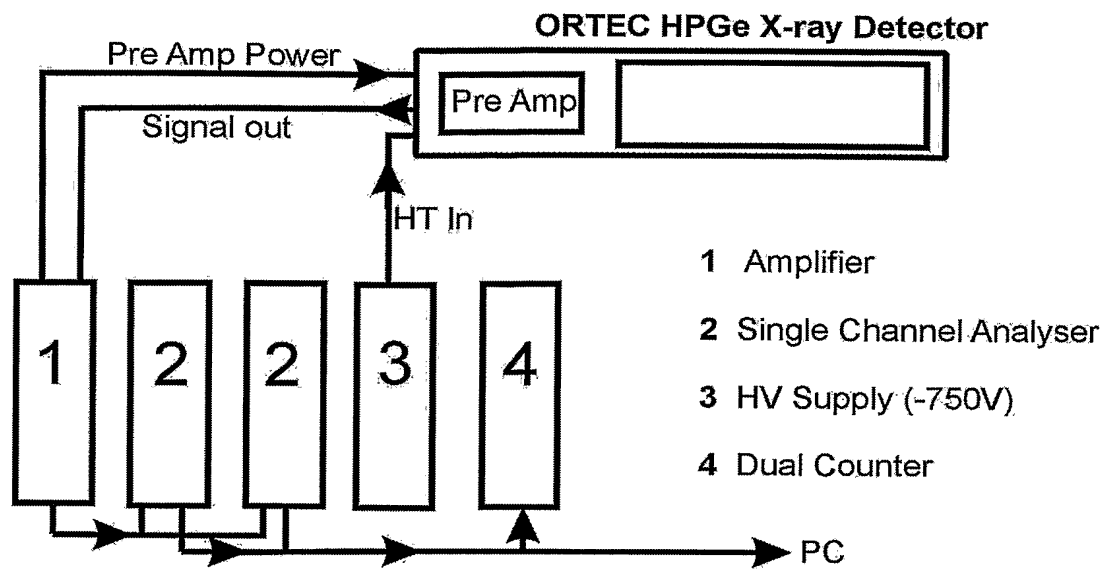 ORTEC HPGe X-ray Detector
Pre Amp Power
Pre Amp
Signal out
HT In
1 Amplifier
2 Single Channel Analyser
3 HV Supply (-750V)
4 Dual Counter
1 2 2 3 4
PC